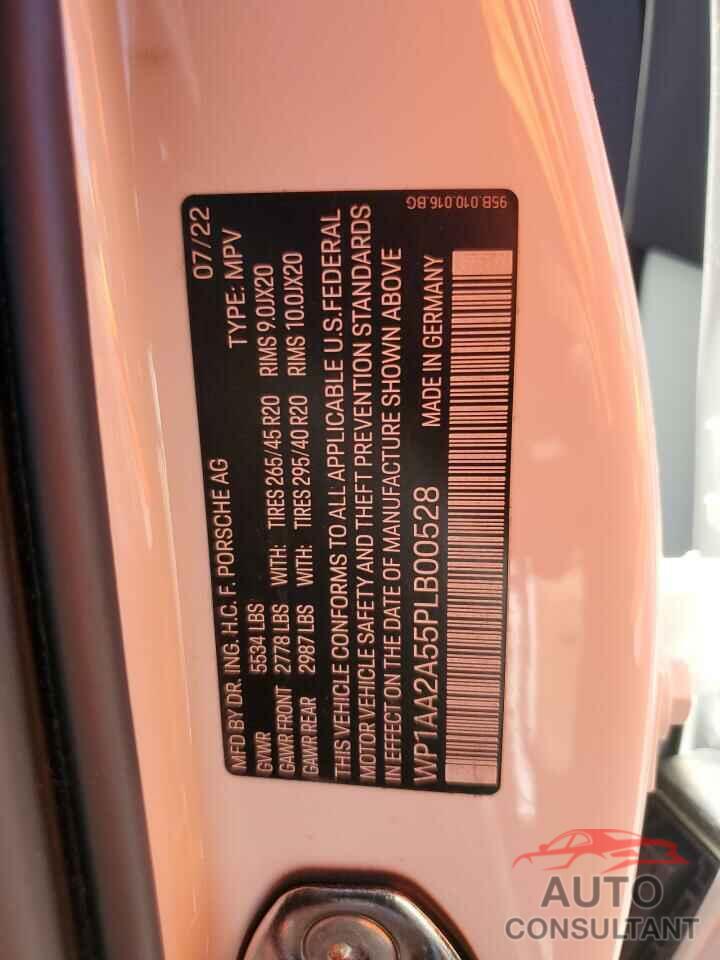 MFD BY DR. ING. H.C. F. PORSCHE AG 07/22
GVWR 5534 LBS TYPE: MPV
GAWR FRONT 2778 LBS WITH: TIRES 265/45 R20 RIMS 9.0JX20
GAWR REAR 2987 LBS WITH: TIRES 295/40 R20 RIMS 10.0JX20
THIS VEHICLE CONFORMS TO ALL APPLICABLE U.S. FEDERAL
MOTOR VEHICLE SAFETY AND THEFT PREVENTION STANDARDS
IN EFFECT ON THE DATE OF MANUFACTURE SHOWN ABOVE
WP1AA2A55PLB00528 MADE IN GERMANY
95B.010.016.BG
AUTO
CONSULTANT